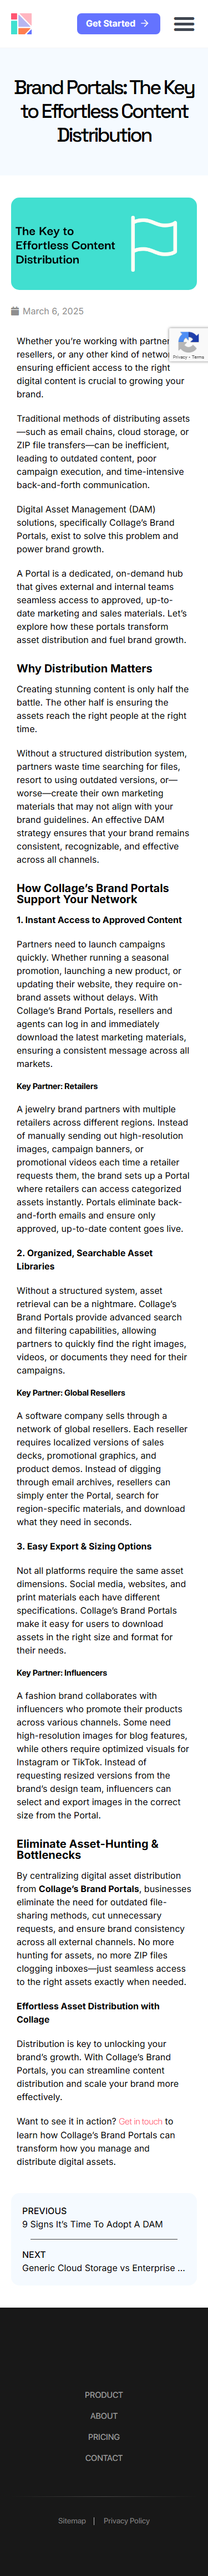 Get Started
Brand Portals: The Key
to Effortless Content
Distribution
The Key to
Effortless Content
Distribution
March 6, 2025
Whether you’re working with partners,
resellers, or any other kind of network,
ensuring efficient access to the right
digital content is crucial to growing your
brand.
Privacy - Terms
Traditional methods of distributing assets
—such as email chains, cloud storage, or
ZIP file transfers—can be inefficient,
leading to outdated content, poor
campaign execution, and time-intensive
back-and-forth communication.
Digital Asset Management (DAM)
solutions, specifically Collage’s Brand
Portals, exist to solve this problem and
power brand growth.
A Portal is a dedicated, on-demand hub
that gives external and internal teams
seamless access to approved, up-to-
date marketing and sales materials. Let’s
explore how these portals transform
asset distribution and fuel brand growth.
Why Distribution Matters
Creating stunning content is only half the
battle. The other half is ensuring the
assets reach the right people at the right
time.
Without a structured distribution system,
partners waste time searching for files,
resort to using outdated versions, or—
worse—create their own marketing
materials that may not align with your
brand guidelines. An effective DAM
strategy ensures that your brand remains
consistent, recognizable, and effective
across all channels.
How Collage’s Brand Portals
Support Your Network
1. Instant Access to Approved Content
Partners need to launch campaigns
quickly. Whether running a seasonal
promotion, launching a new product, or
updating their website, they require on-
brand assets without delays. With
Collage’s Brand Portals, resellers and
agents can log in and immediately
download the latest marketing materials,
ensuring a consistent message across all
markets.
Key Partner: Retailers
A jewelry brand partners with multiple
retailers across different regions. Instead
of manually sending out high-resolution
images, campaign banners, or
promotional videos each time a retailer
requests them, the brand sets up a Portal
where retailers can access categorized
assets instantly. Portals eliminate back-
and-forth emails and ensure only
approved, up-to-date content goes live.
2. Organized, Searchable Asset
Libraries
Without a structured system, asset
retrieval can be a nightmare. Collage’s
Brand Portals provide advanced search
and filtering capabilities, allowing
partners to quickly find the right images,
videos, or documents they need for their
campaigns.
Key Partner: Global Resellers
A software company sells through a
network of global resellers. Each reseller
requires localized versions of sales
decks, promotional graphics, and
product demos. Instead of digging
through email archives, resellers can
simply enter the Portal, search for
region-specific materials, and download
what they need in seconds.
3. Easy Export & Sizing Options
Not all platforms require the same asset
dimensions. Social media, websites, and
print materials each have different
specifications. Collage’s Brand Portals
make it easy for users to download
assets in the right size and format for
their needs.
Key Partner: Influencers
A fashion brand collaborates with
influencers who promote their products
across various channels. Some need
high-resolution images for blog features,
while others require optimized visuals for
Instagram or TikTok. Instead of
requesting resized versions from the
brand’s design team, influencers can
select and export images in the correct
size from the Portal.
Eliminate Asset-Hunting &
Bottlenecks
By centralizing digital asset distribution
from Collage’s Brand Portals, businesses
eliminate the need for outdated file-
sharing methods, cut unnecessary
requests, and ensure brand consistency
across all external channels. No more
hunting for assets, no more ZIP files
clogging inboxes—just seamless access
to the right assets exactly when needed.
Effortless Asset Distribution with
Collage
Distribution is key to unlocking your
brand’s growth. With Collage’s Brand
Portals, you can streamline content
distribution and scale your brand more
effectively.
Want to see it in action? Get in touch to
learn how Collage’s Brand Portals can
transform how you manage and
distribute digital assets.
PREVIOUS
9 Signs It’s Time To Adopt A DAM
NEXT
Generic Cloud Storage vs Enterprise ...
PRODUCT
ABOUT
PRICING
CONTACT
Sitemap | Privacy Policy